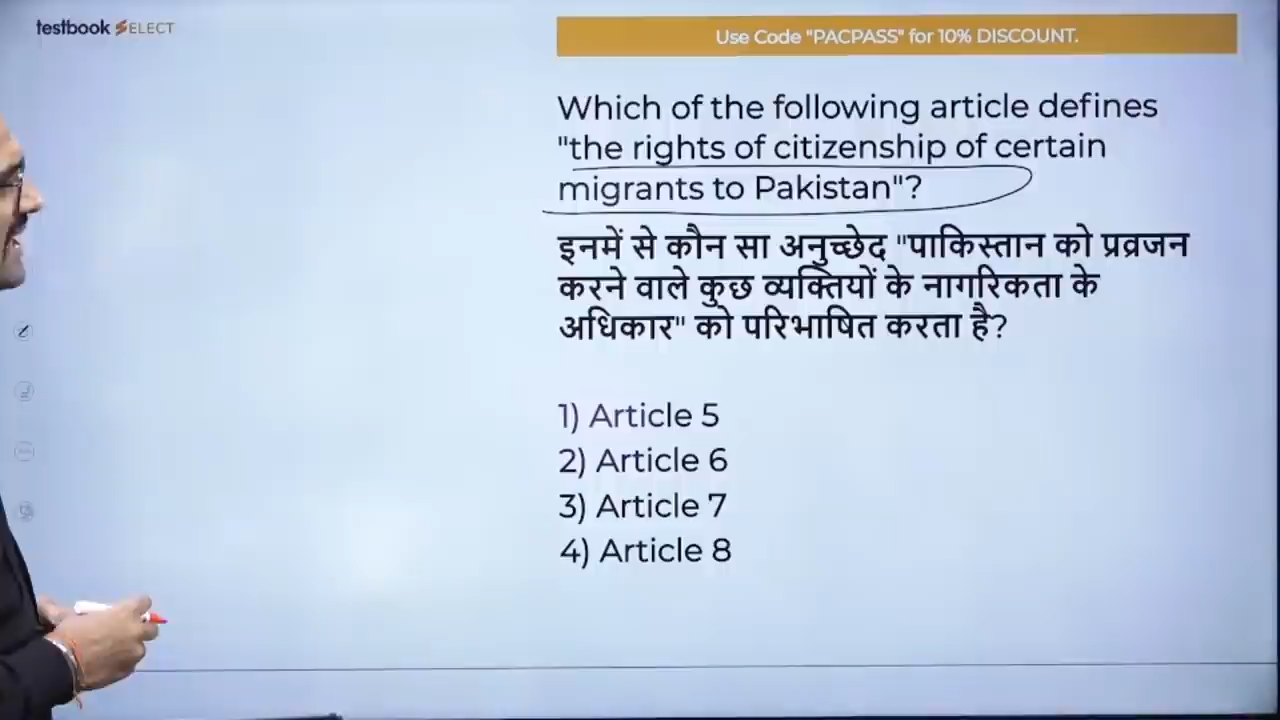 testbook SELECT
Use Code "PACPASS" for 10% DISCOUNT.
Which of the following article defines
"the rights of citizenship of certain
migrants to Pakistan"?
इनमें से कौन सा अनुच्छेद "पाकिस्तान को प्रव्रजन
करने वाले कुछ व्यक्तियों के नागरिकता के
अधिकार" को परिभाषित करता है?
1) Article 5
2) Article 6
3) Article 7
4) Article 8